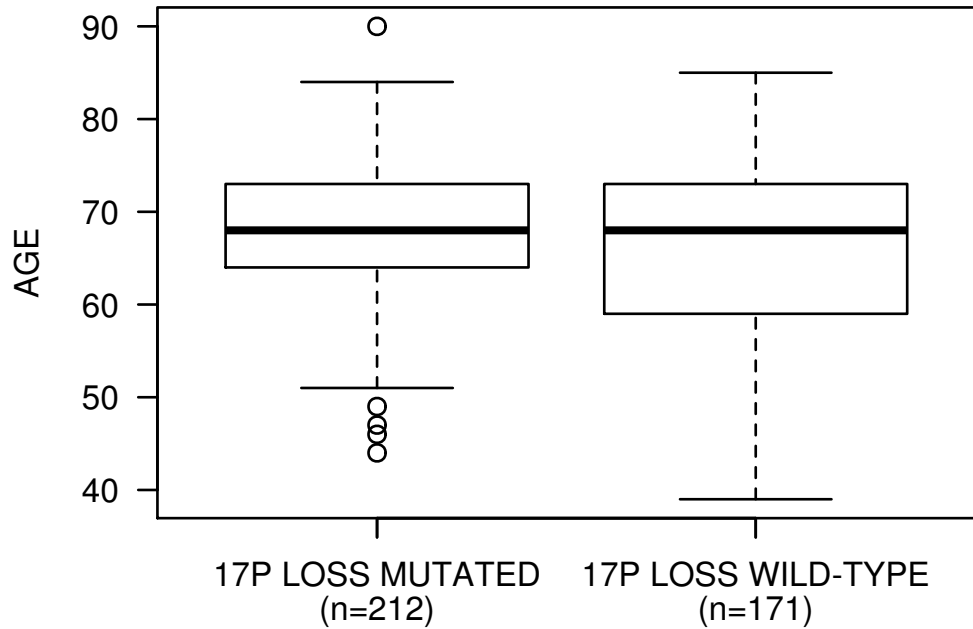 90
80
70
60
50
40
AGE
17P LOSS MUTATED
(n=212)
17P LOSS WILD-TYPE
(n=171)